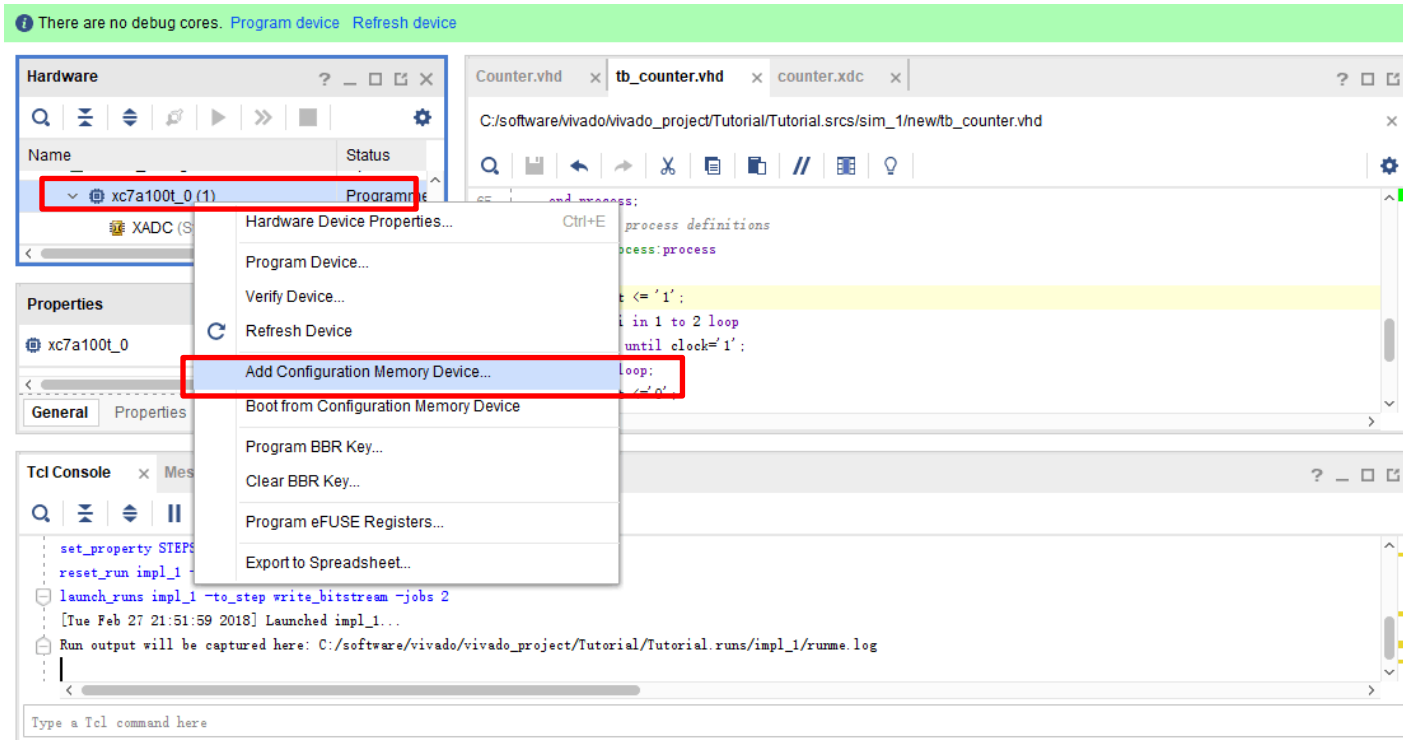 There are no debug cores. Program device Refresh device
Hardware
Name Status
xc7a100t_0 (1) Programme
XADC (S
Hardware Device Properties... Ctrl+E
Program Device...
Verify Device...
Refresh Device
Add Configuration Memory Device...
Boot from Configuration Memory Device
Program BBR Key...
Clear BBR Key...
Program eFUSE Registers...
Export to Spreadsheet...
Properties
xc7a100t_0
General Properties
Counter.vhd tb_counter.vhd counter.xdc
C:/software/vivado/vivado_project/Tutorial/Tutorial.srcs/sim_1/new/tb_counter.vhd
65 end process;
process definitions
ocess:process
t <= '1';
i in 1 to 2 loop
until clock='1';
loop;
t <='0';
Tcl Console Mes
set_property STEPS
reset_run impl_1 -
launch_runs impl_1 -to_step write_bitstream -jobs 2
[Tue Feb 27 21:51:59 2018] Launched impl_1...
Run output will be captured here: C:/software/vivado/vivado_project/Tutorial/Tutorial.runs/impl_1/runme.log
Type a Tcl command here